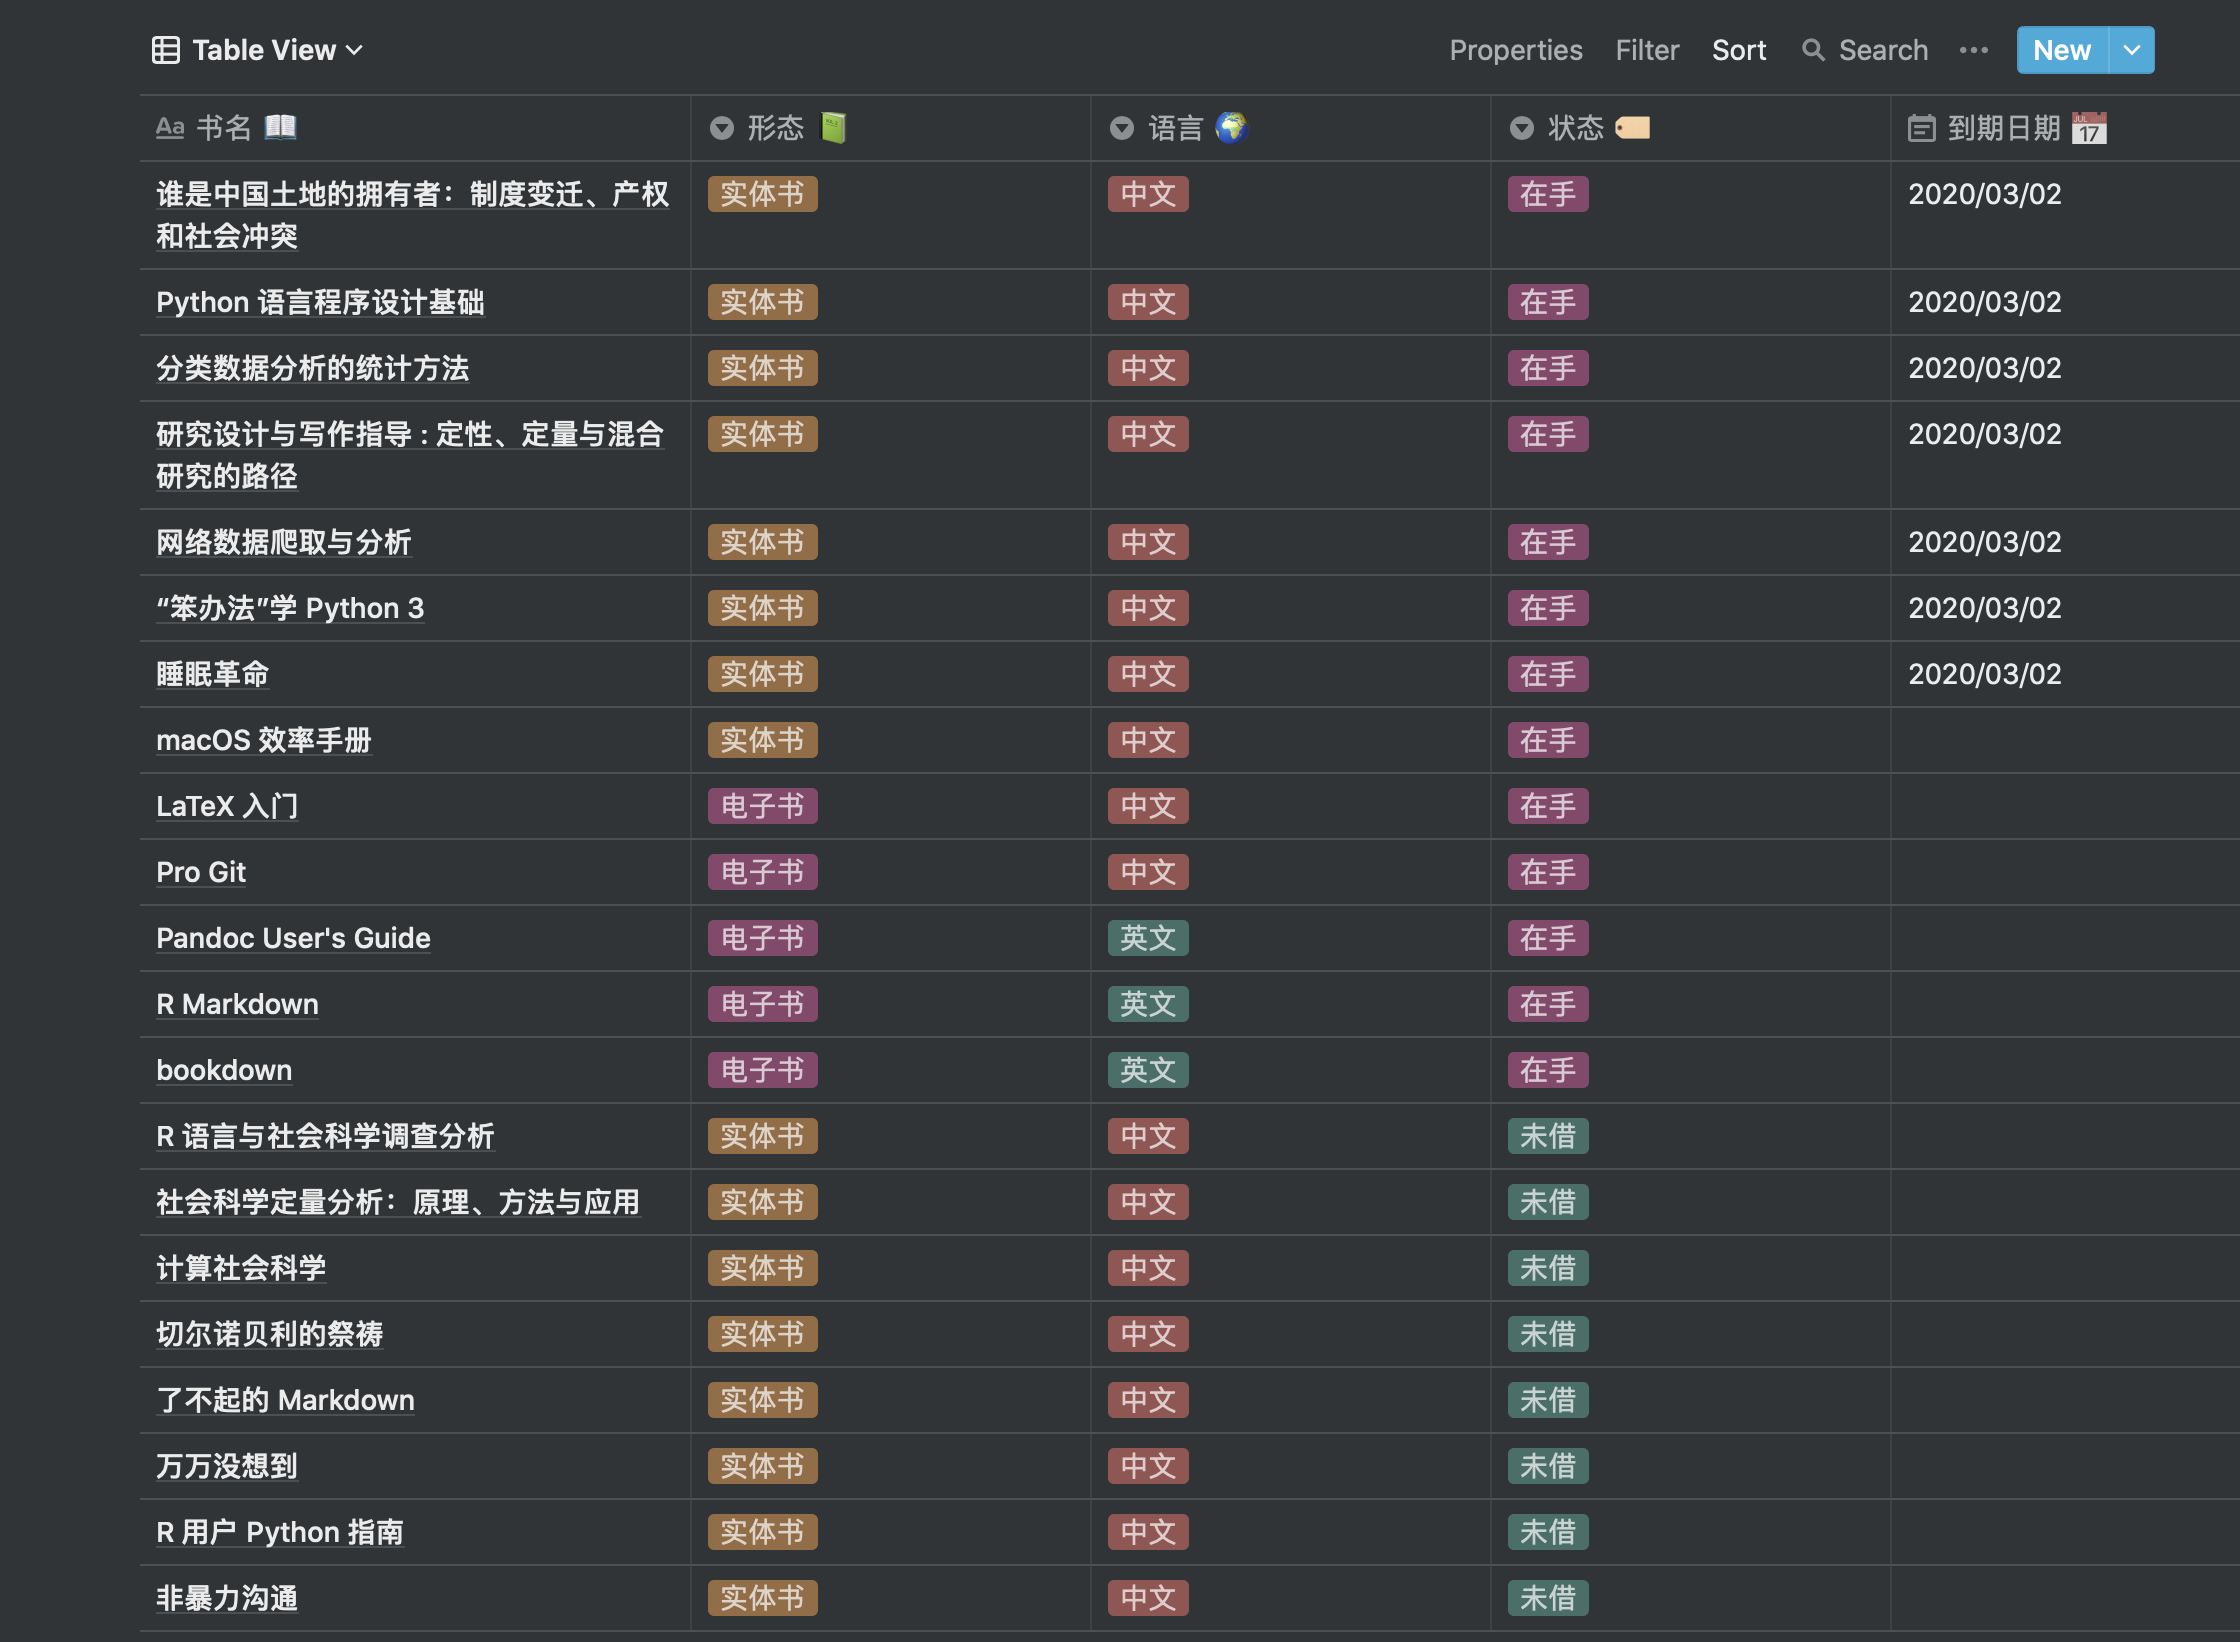 Table View
Properties Filter Sort Search New
Aa 书名 形态 语言 状态 到期日期 JUL 17
谁是中国土地的拥有者：制度变迁、产权 实体书 中文 在手 2020/03/02
和社会冲突
Python 语言程序设计基础 实体书 中文 在手 2020/03/02
分类数据分析的统计方法 实体书 中文 在手 2020/03/02
研究设计与写作指导 : 定性、定量与混合 实体书 中文 在手 2020/03/02
研究的路径
网络数据爬取与分析 实体书 中文 在手 2020/03/02
“笨办法”学 Python 3 实体书 中文 在手 2020/03/02
睡眠革命 实体书 中文 在手 2020/03/02
macOS 效率手册 实体书 中文 在手
LaTeX 入门 电子书 中文 在手
Pro Git 电子书 中文 在手
Pandoc User's Guide 电子书 英文 在手
R Markdown 电子书 英文 在手
bookdown 电子书 英文 在手
R 语言与社会科学调查分析 实体书 中文 未借
社会科学定量分析：原理、方法与应用 实体书 中文 未借
计算社会科学 实体书 中文 未借
切尔诺贝利的祭祷 实体书 中文 未借
了不起的 Markdown 实体书 中文 未借
万万没想到 实体书 中文 未借
R 用户 Python 指南 实体书 中文 未借
非暴力沟通 实体书 中文 未借